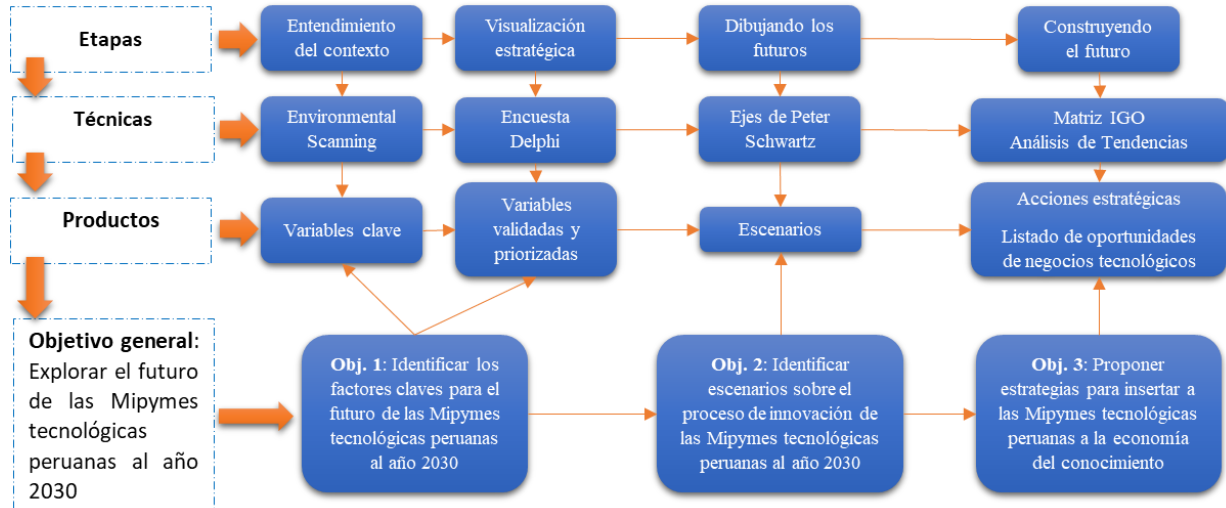 Etapas
Entendimiento
del contexto
Visualización
estratégica
Dibujando los
futuros
Construyendo
el futuro
Técnicas
Environmental
Scanning
Encuesta
Delphi
Ejes de Peter
Schwartz
Matriz IGO
Análisis de Tendencias
Productos
Variables clave
Variables
validadas y
priorizadas
Escenarios
Acciones estratégicas
Listado de oportunidades
de negocios tecnológicos
Objetivo general:
Explorar el futuro
de las Mipymes
tecnológicas
peruanas al año
2030
Obj. 1: Identificar los
factores claves para el
futuro de las Mipymes
tecnológicas peruanas
al año 2030
Obj. 2: Identificar
escenarios sobre el
proceso de innovación de
las Mipymes tecnológicas
peruanas al año 2030
Obj. 3: Proponer
estrategias para insertar a
las Mipymes tecnológicas
peruanas a la economía
del conocimiento